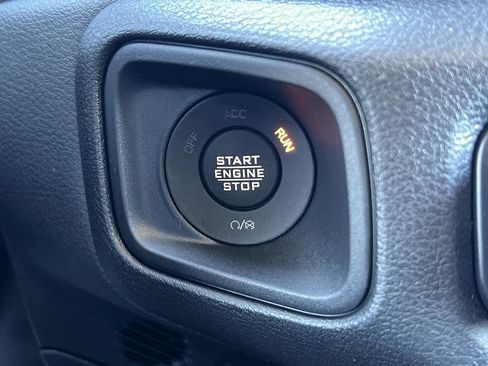 ACC
OFF
RUN
START
ENGINE
STOP